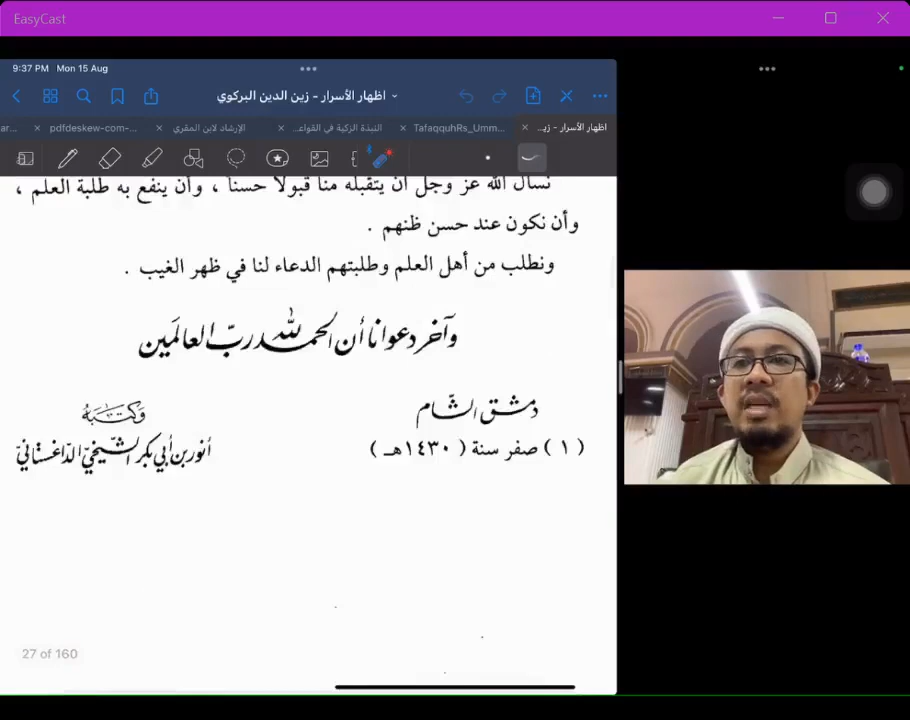 EasyCast
9:37 PM Mon 15 Aug
اظهار الأسرار - زين الدين البركوي
ar...
pdfdeskew-com-...
الإرشاد لابن المقري
النبذة الزكية في القواعد...
TafaqquhRs_Umm...
اظهار الأسرار - زي...
نسأل الله عز وجل أن يتقبله منا قبولا حسنا ، وأن ينفع به طلبة العلم ،
وأن نكون عند حسن ظنهم .
ونطلب من أهل العلم وطلبتهم الدعاء لنا في ظهر الغيب .
وآخر دعوانا أن الحمد لله رب العالمين
دمشق الشام
وكتبه
( ١ ) صفر سنة ( ١٤٣٠هـ )
أنور بن أبي بكر الشيخي الداغستاني
27 of 160